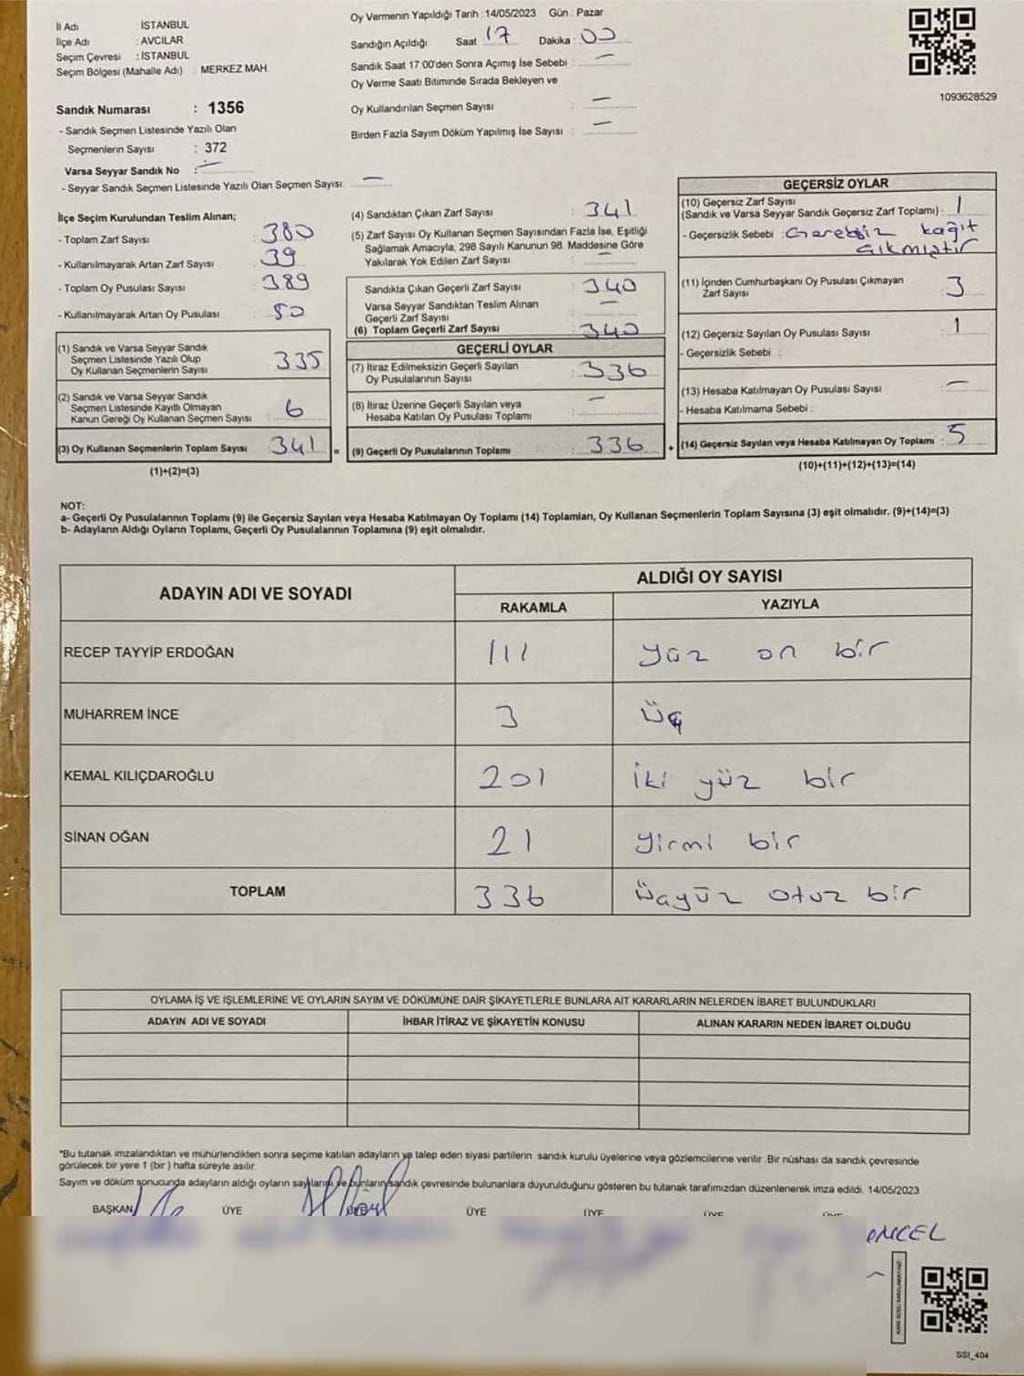 İl Adı : İSTANBUL
İlçe Adı : AVCILAR
Seçim Çevresi : İSTANBUL
Seçim Bölgesi (Mahalle Adı) : MERKEZ MAH.
Sandık Numarası : 1356
- Sandık Seçmen Listesinde Yazılı Olan
Seçmenlerin Sayısı : 372
Varsa Seyyar Sandık No : —
- Seyyar Sandık Seçmen Listesinde Yazılı Olan Seçmen Sayısı: —
Oy Vermenin Yapıldığı Tarih : 14/05/2023 Gün : Pazar
Sandığın Açıldığı Saat 17 Dakika : 00
Sandık Saat 17:00'den Sonra Açımış İse Sebebi : —
Oy Verme Saati Bitiminde Sırada Bekleyen ve
Oy Kullandırılan Seçmen Sayısı : —
Birden Fazla Sayım Döküm Yapılmış İse Sayısı : —
1093628529
İlçe Seçim Kurulundan Teslim Alınan;
- Toplam Zarf Sayısı : 380
- Kullanılmayarak Artan Zarf Sayısı : 39
- Toplam Oy Pusulası Sayısı : 389
- Kullanılmayarak Artan Oy Pusulası : 50
(1) Sandık ve Varsa Seyyar Sandık
Seçmen Listesinde Yazılı Olup
Oy Kullanan Seçmenlerin Sayısı : 335
(2) Sandık ve Varsa Seyyar Sandık
Seçmen Listesinde Kayıtlı Olmayan
Kanun Gereği Oy Kullanan Seçmen Sayısı : 6
(3) Oy Kullanan Seçmenlerin Toplam Sayısı : 341 =
(1)+(2)=(3)
(4) Sandıktan Çıkan Zarf Sayısı : 341
(5) Zarf Sayısı Oy Kullanan Seçmen Sayısından Fazla İse, Eşitliği
Sağlamak Amacıyla, 298 Sayılı Kanunun 98. Maddesine Göre
Yakılarak Yok Edilen Zarf Sayısı : —
Sandıkta Çıkan Geçerli Zarf Sayısı : 340
Varsa Seyyar Sandıktan Teslim Alınan
Geçerli Zarf Sayısı : —
(6) Toplam Geçerli Zarf Sayısı : 340
GEÇERLİ OYLAR
(7) İtiraz Edilmeksizin Geçerli Sayılan
Oy Pusulalarının Sayısı : 336
(8) İtiraz Üzerine Geçerli Sayılan veya
Hesaba Katılan Oy Pusulası Toplamı : —
(9) Geçerli Oy Pusulalarının Toplamı : 336 +
GEÇERSİZ OYLAR
(10) Geçersiz Zarf Sayısı
(Sandık ve Varsa Seyyar Sandık Geçersiz Zarf Toplamı) : 1
- Geçersizlik Sebebi : Gereksiz kağıt
çıkmıştır
(11) İçinden Cumhurbaşkanı Oy Pusulası Çıkmayan
Zarf Sayısı : 3
(12) Geçersiz Sayılan Oy Pusulası Sayısı : 1
- Geçersizlik Sebebi :
(13) Hesaba Katılmayan Oy Pusulası Sayısı : —
- Hesaba Katılmama Sebebi :
(14) Geçersiz Sayılan veya Hesaba Katılmayan Oy Toplamı : 5
(10)+(11)+(12)+(13)=(14)
NOT:
a- Geçerli Oy Pusulalarının Toplamı (9) ile Geçersiz Sayılan veya Hesaba Katılmayan Oy Toplamı (14) Toplamları, Oy Kullanan Seçmenlerin Toplam Sayısına (3) eşit olmalıdır. (9)+(14)=(3)
b- Adayların Aldığı Oyların Toplamı, Geçerli Oy Pusulalarının Toplamına (9) eşit olmalıdır.
ADAYIN ADI VE SOYADI
ALDIĞI OY SAYISI
RAKAMLA YAZIYLA
RECEP TAYYİP ERDOĞAN 111 yüz on bir
MUHARREM İNCE 3 üç
KEMAL KILIÇDAROĞLU 201 iki yüz bir
SİNAN OĞAN 21 yirmi bir
TOPLAM 336 üçyüz otuz bir
OYLAMA İŞ VE İŞLEMLERİNE VE OYLARIN SAYIM VE DÖKÜMÜNE DAİR ŞİKAYETLERLE BUNLARA AİT KARARLARIN NELERDEN İBARET BULUNDUKLARI
ADAYIN ADI VE SOYADI İHBAR İTİRAZ VE ŞİKAYETİN KONUSU ALINAN KARARIN NEDEN İBARET OLDUĞU
*Bu tutanak imzalandıktan ve mühürlendikten sonra seçime katılan adayların ve talep eden siyasi partilerin sandık kurulu üyelerine veya gözlemcilerine verilir. Bir nüshası da sandık çevresinde
görülecek bir yere 1 (bir) hafta süreyle asılır.
Sayım ve döküm sonucunda adayların aldığı oyların sayılarını ve bunların sandık çevresinde bulunanlara duyurulduğunu gösteren bu tutanak tarafımızdan düzenlenerek imza edildi. 14/05/2023
BAŞKAN ÜYE ÜYE ÜYE ÜYE
SSI_404